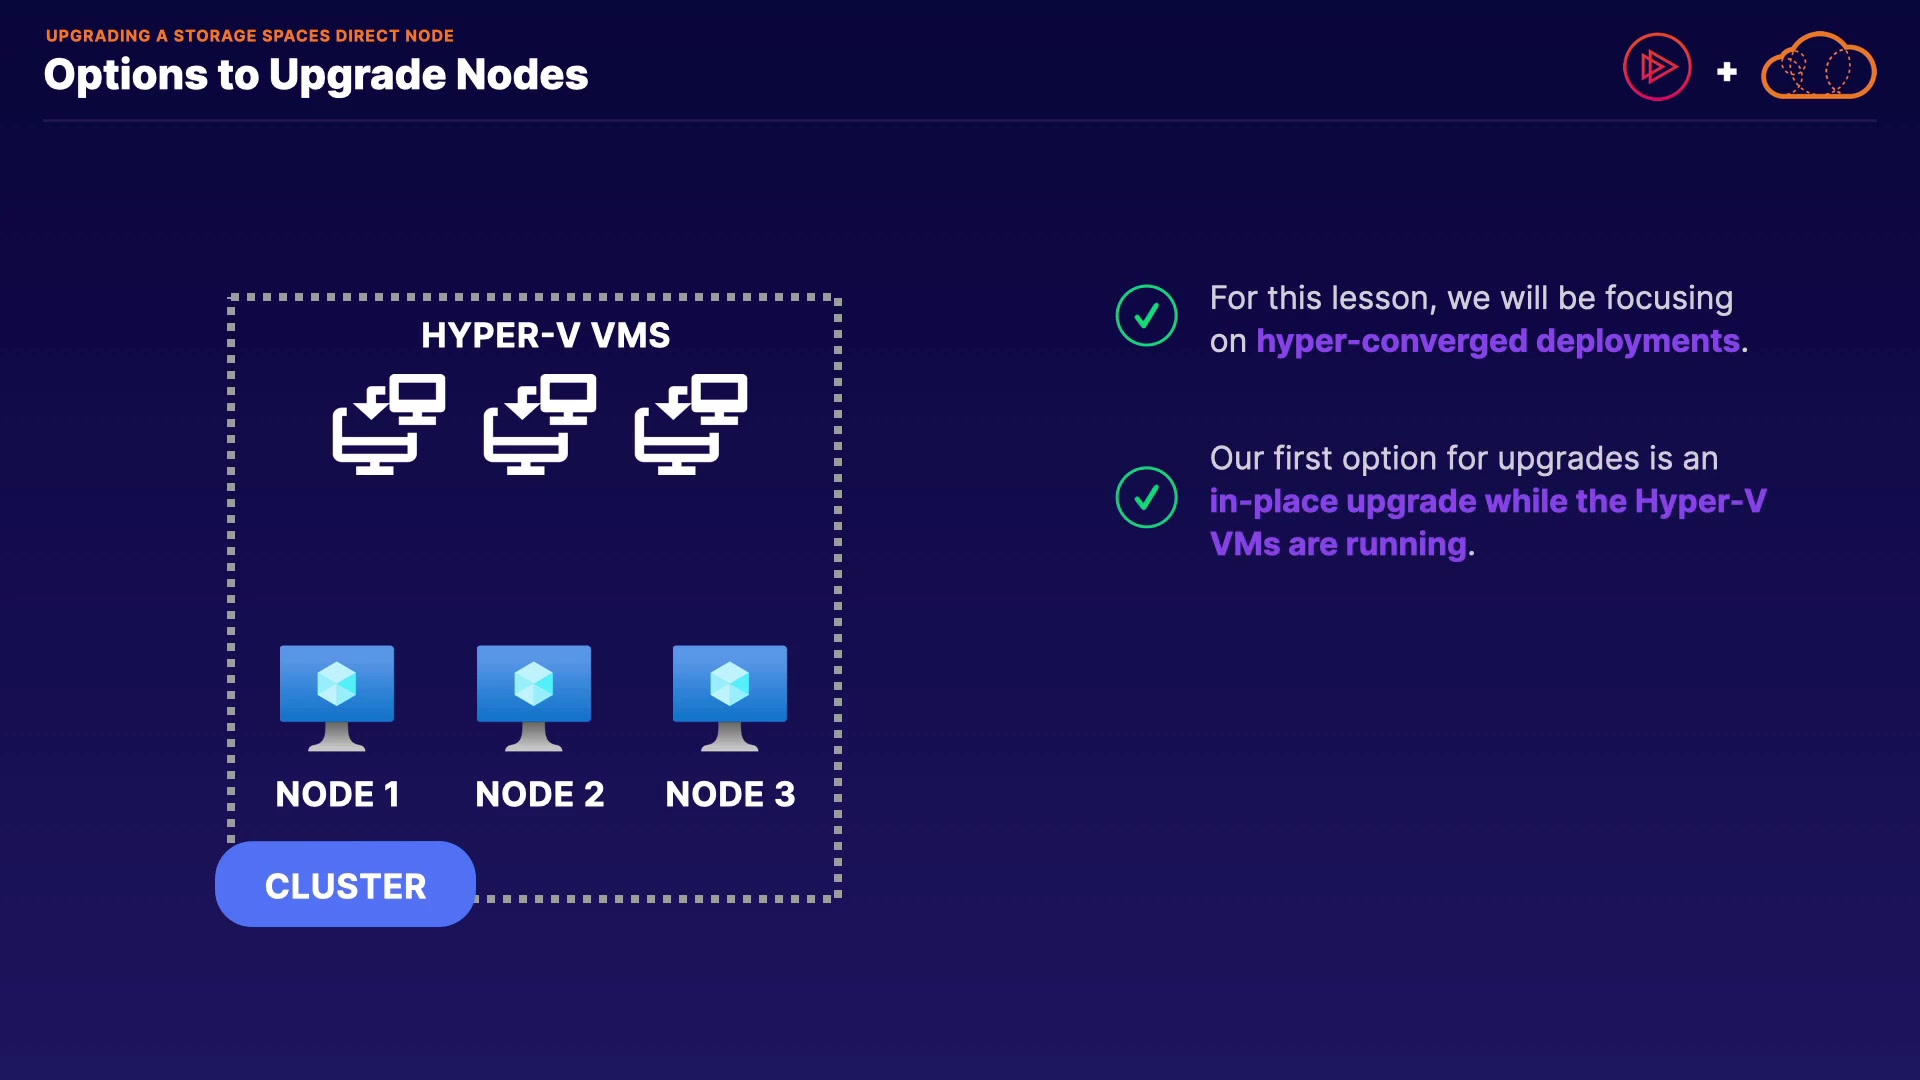 UPGRADING A STORAGE SPACES DIRECT NODE
Options to Upgrade Nodes
HYPER-V VMS
NODE 1
NODE 2
NODE 3
CLUSTER
For this lesson, we will be focusing
on hyper-converged deployments.
Our first option for upgrades is an
in-place upgrade while the Hyper-V
VMs are running.